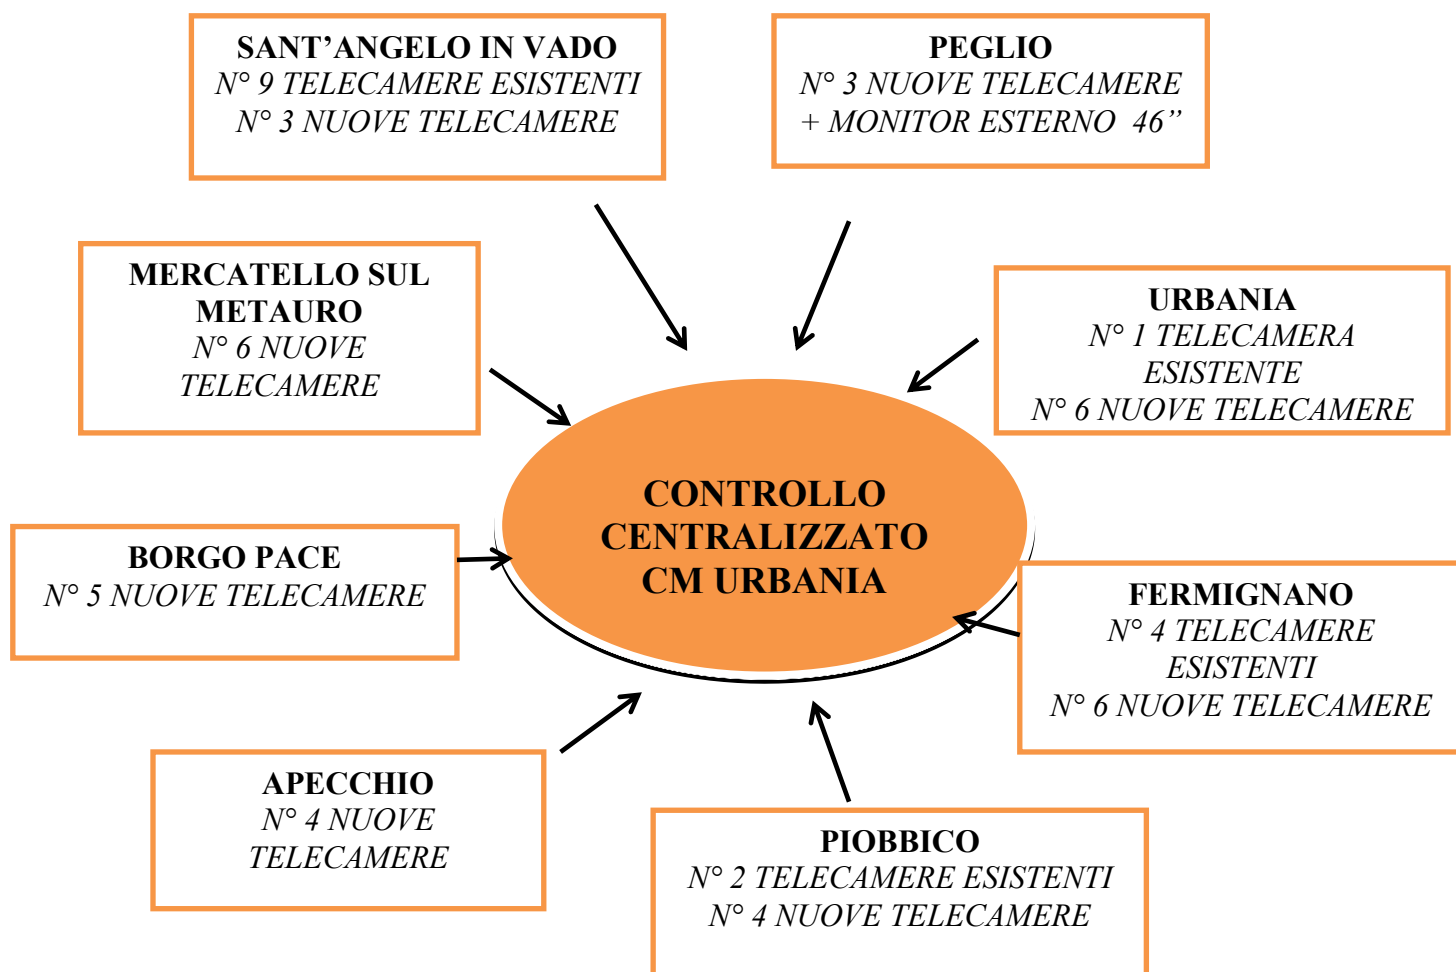 SANT’ANGELO IN VADO
N° 9 TELECAMERE ESISTENTI
N° 3 NUOVE TELECAMERE
PEGLIO
N° 3 NUOVE TELECAMERE
+ MONITOR ESTERNO 46”
MERCATELLO SUL
METAURO
N° 6 NUOVE
TELECAMERE
URBANIA
N° 1 TELECAMERA
ESISTENTE
N° 6 NUOVE TELECAMERE
CONTROLLO
CENTRALIZZATO
CM URBANIA
BORGO PACE
N° 5 NUOVE TELECAMERE
FERMIGNANO
N° 4 TELECAMERE
ESISTENTI
N° 6 NUOVE TELECAMERE
APECCHIO
N° 4 NUOVE
TELECAMERE
PIOBBICO
N° 2 TELECAMERE ESISTENTI
N° 4 NUOVE TELECAMERE